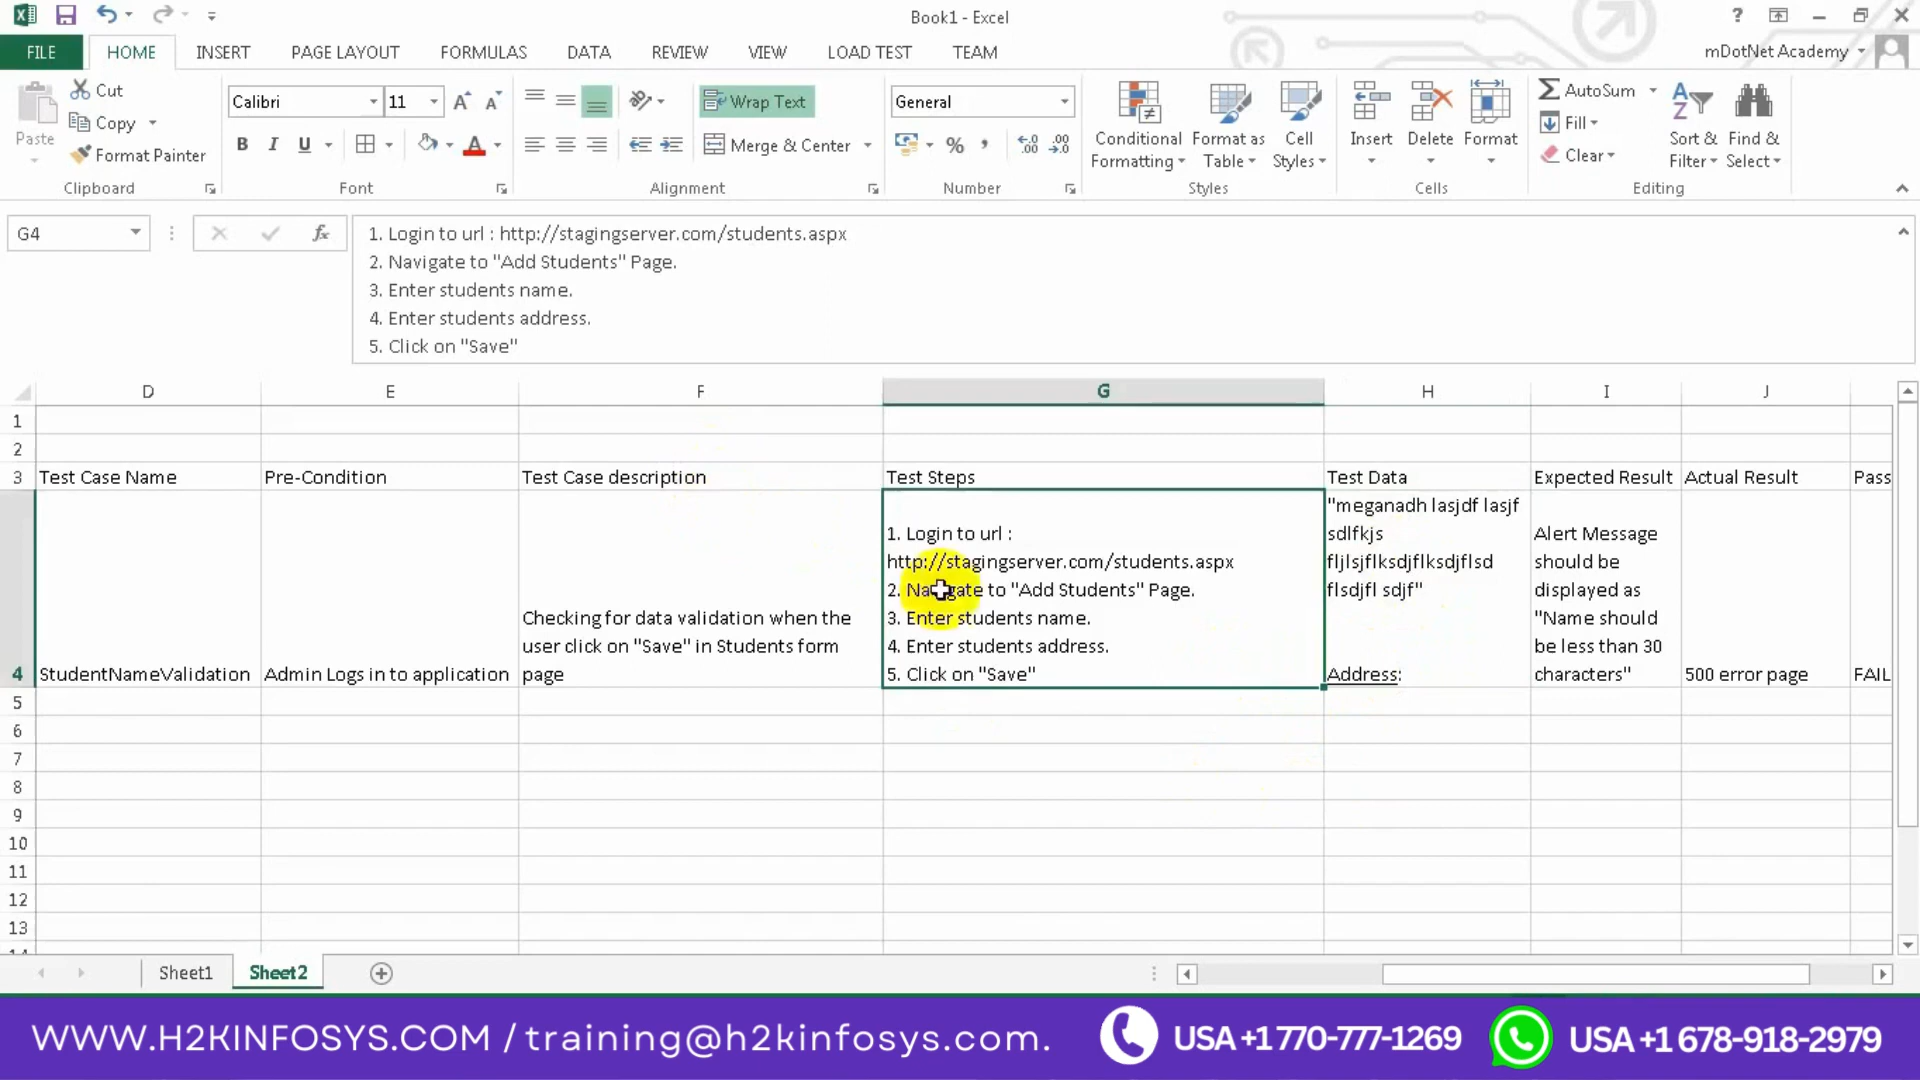 Book1 - Excel
?
FILE HOME INSERT PAGE LAYOUT FORMULAS DATA REVIEW VIEW LOAD TEST TEAM
mDotNet Academy
Paste
Cut
Copy
Format Painter
Clipboard
Calibri 11
B I U A
Font
Wrap Text
Merge & Center
Alignment
General
%
Number
Conditional Formatting
Format as Table
Cell Styles
Styles
Insert
Delete
Format
Cells
AutoSum
Fill
Clear
Sort & Filter
Find & Select
Editing
G4
fx
1. Login to url : http://stagingserver.com/students.aspx
2. Navigate to "Add Students" Page.
3. Enter students name.
4. Enter students address.
5. Click on "Save"
D E F G H I J
1
2
3 Test Case Name Pre-Condition Test Case description Test Steps Test Data Expected Result Actual Result Pass
4
StudentNameValidation
Admin Logs in to application
Checking for data validation when the
user click on "Save" in Students form
page
1. Login to url :
http://stagingserver.com/students.aspx
2. Navigate to "Add Students" Page.
3. Enter students name.
4. Enter students address.
5. Click on "Save"
"meganadh lasjdf lasjf
sdlfkjs
fljlsjflksdjflksdjflsd
flsdjfl sdjf"
Address:
Alert Message
should be
displayed as
"Name should
be less than 30
characters"
500 error page
FAIL
5
6
7
8
9
10
11
12
13
Sheet1 Sheet2
WWW.H2KINFOSYS.COM / training@h2kinfosys.com.
USA +1 770-777-1269
USA +1 678-918-2979